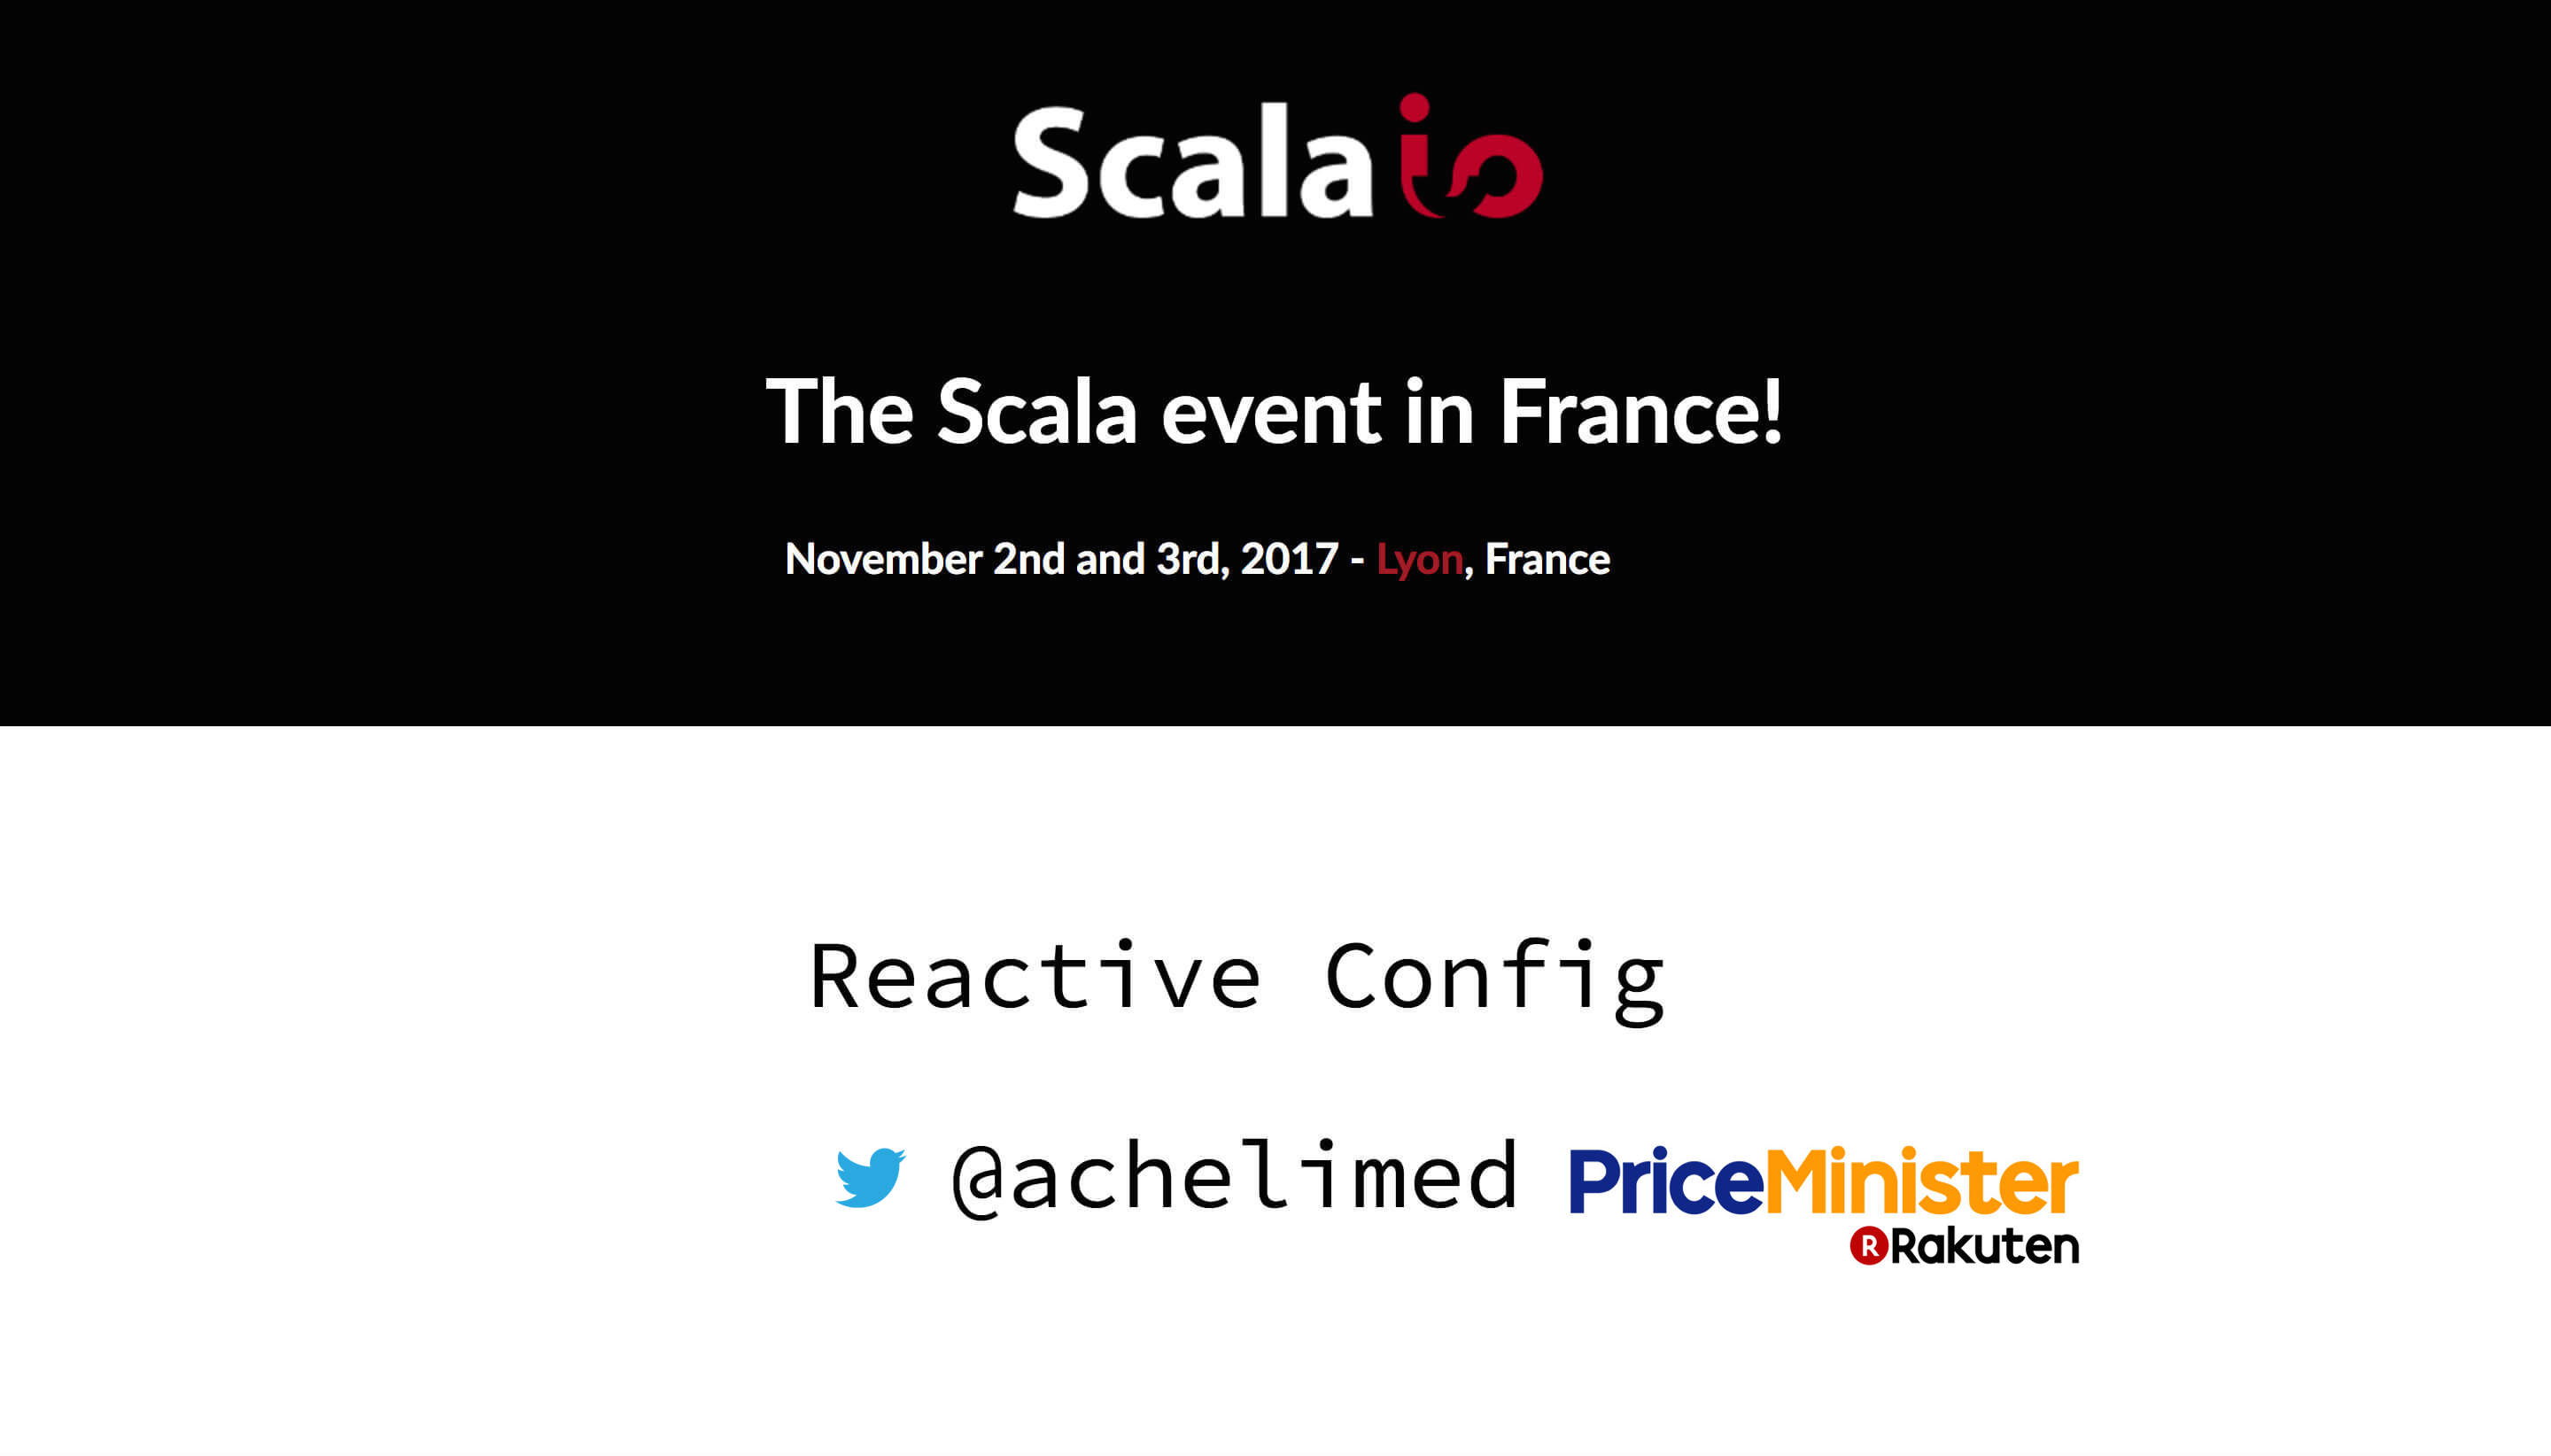 Scala io
The Scala event in France!
November 2nd and 3rd, 2017 - Lyon, France
Reactive Config
@achelimed PriceMinister
R Rakuten